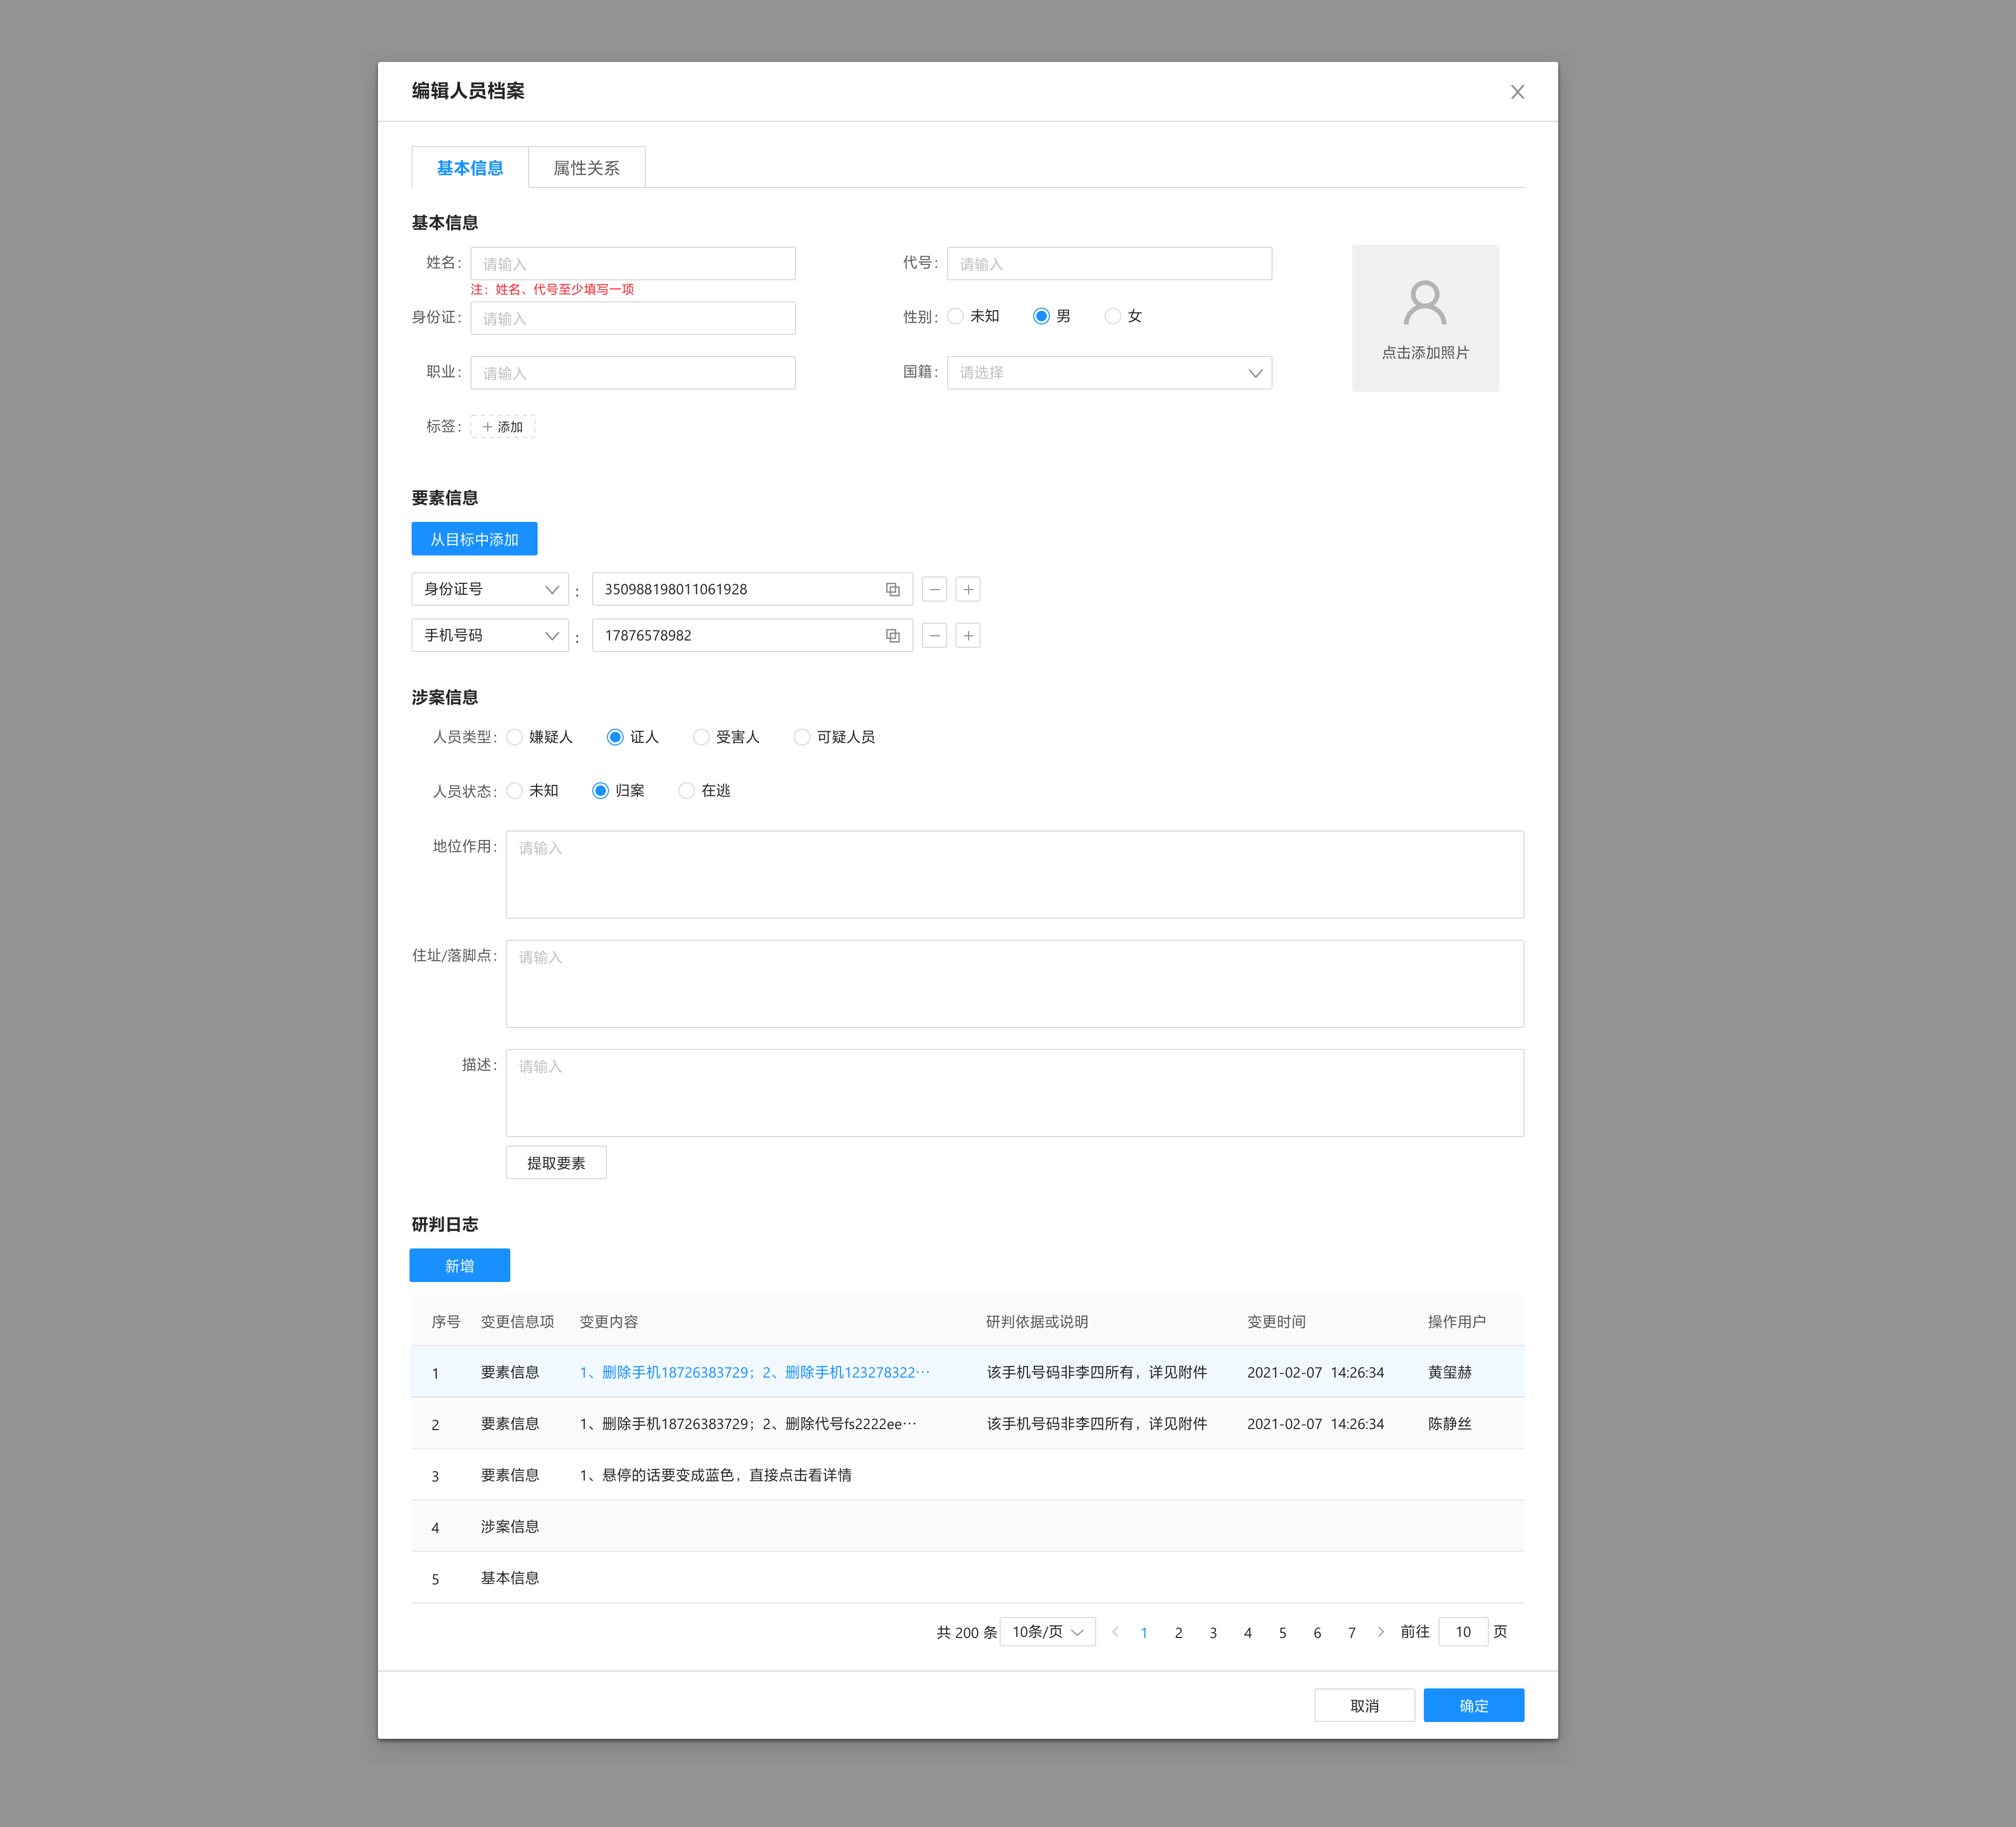 编辑人员档案
基本信息 属性关系
基本信息
姓名： 请输入 代号： 请输入
注：姓名、代号至少填写一项
身份证： 请输入 性别： 未知 男 女
点击添加照片
职业： 请输入 国籍： 请选择
标签： 添加
要素信息
从目标中添加
身份证号 : 350988198011061928
手机号码 : 17876578982
涉案信息
人员类型： 嫌疑人 证人 受害人 可疑人员
人员状态： 未知 归案 在逃
地位作用： 请输入
住址/落脚点： 请输入
描述： 请输入
提取要素
研判日志
新增
序号 变更信息项 变更内容 研判依据或说明 变更时间 操作用户
1 要素信息 1、删除手机18726383729；2、删除手机123278322… 该手机号码非李四所有，详见附件 2021-02-07 14:26:34 黄玺赫
2 要素信息 1、删除手机18726383729；2、删除代号fs2222ee… 该手机号码非李四所有，详见附件 2021-02-07 14:26:34 陈静丝
3 要素信息 1、悬停的话要变成蓝色，直接点击看详情
4 涉案信息
5 基本信息
共 200 条 10条/页 1 2 3 4 5 6 7 前往 10 页
取消 确定